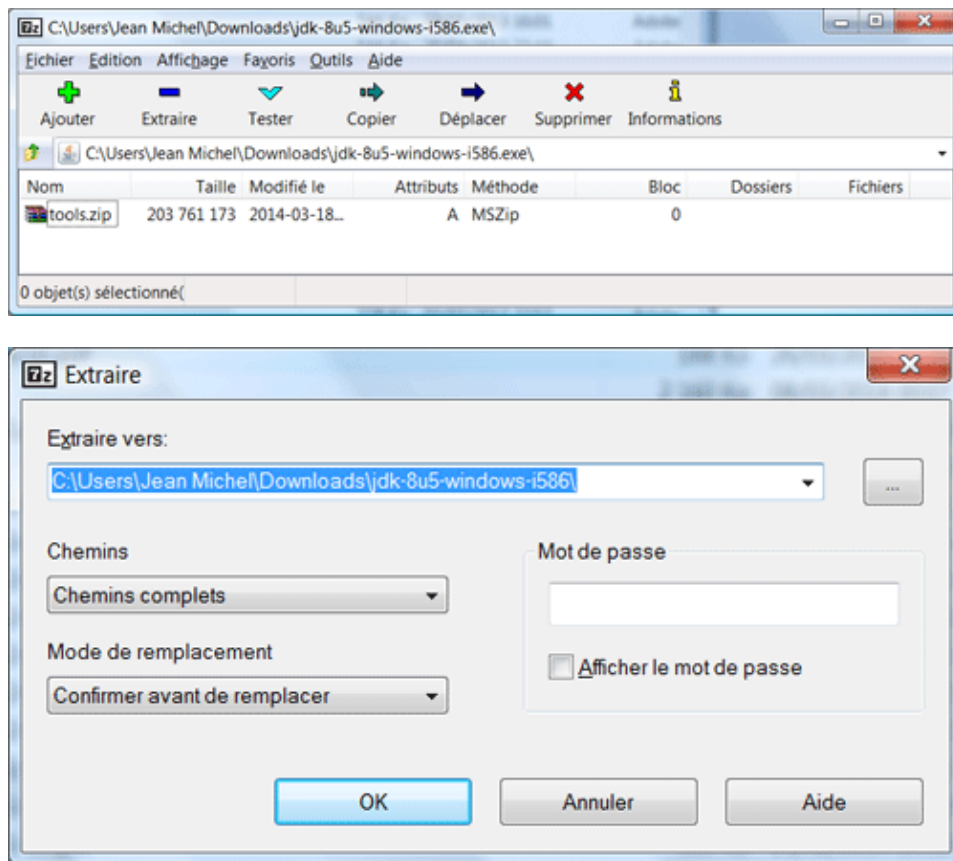 7z C:\Users\Jean Michel\Downloads\jdk-8u5-windows-i586.exe\
Fichier Edition Affichage Favoris Outils Aide
Ajouter Extraire Tester Copier Déplacer Supprimer Informations
C:\Users\Jean Michel\Downloads\jdk-8u5-windows-i586.exe\
Nom Taille Modifié le Attributs Méthode Bloc Dossiers Fichiers
tools.zip 203 761 173 2014-03-18... A MSZip 0
0 objet(s) sélectionné(
7z Extraire
Extraire vers:
C:\Users\Jean Michel\Downloads\jdk-8u5-windows-i586\
...
Chemins
Mot de passe
Chemins complets
Mode de remplacement
Afficher le mot de passe
Confirmer avant de remplacer
OK Annuler Aide